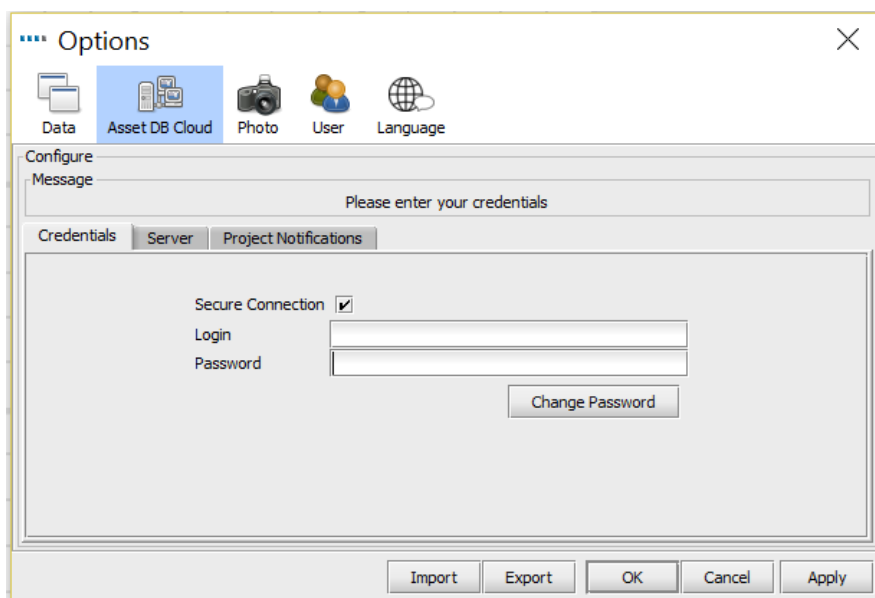 Options
Data Asset DB Cloud Photo User Language
Configure
Message
Please enter your credentials
Credentials Server Project Notifications
Secure Connection
Login
Password
Change Password
Import Export OK Cancel Apply